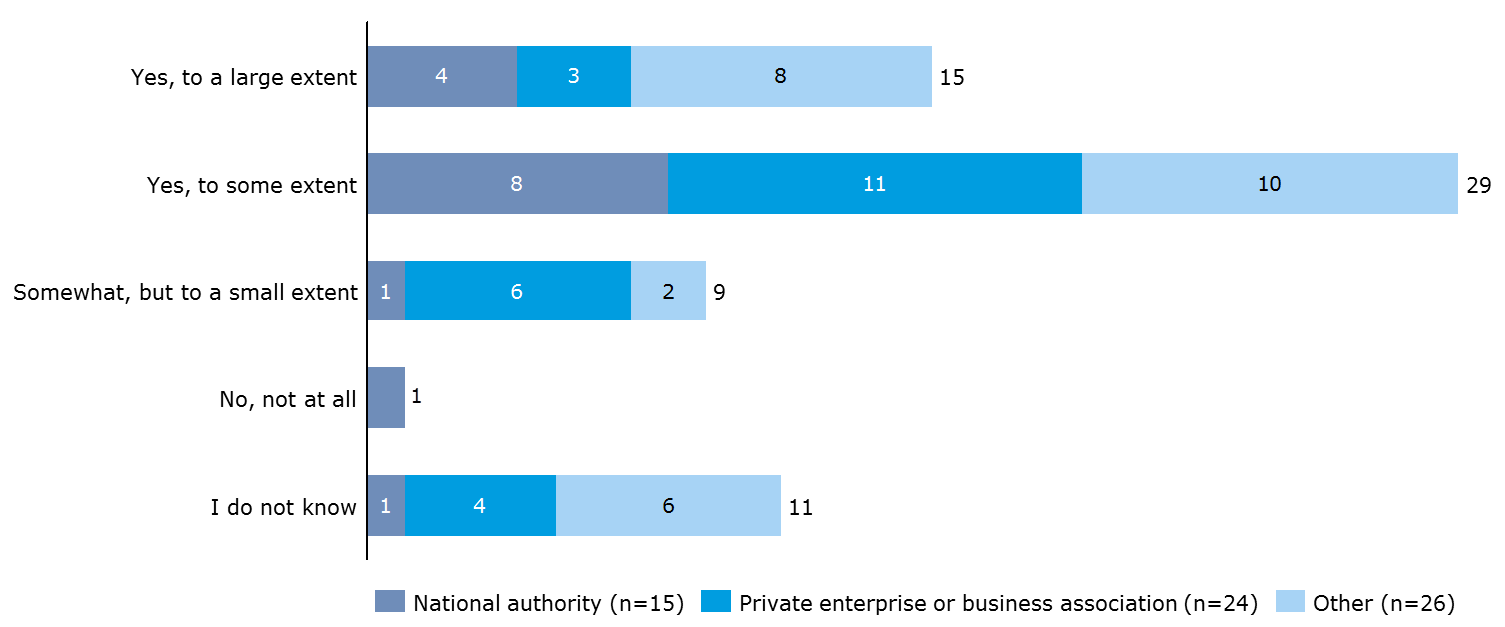 Yes, to a large extent 4 3 8 15
Yes, to some extent 8 11 10 29
Somewhat, but to a small extent 1 6 2 9
No, not at all 1
I do not know 1 4 6 11
National authority (n=15) Private enterprise or business association (n=24) Other (n=26)